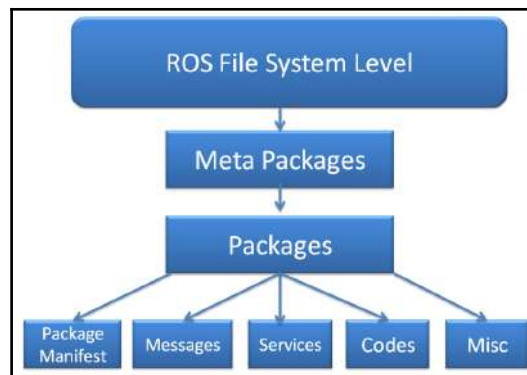 ROS File System Level
Meta Packages
Packages
Package
Manifest
Messages
Services
Codes
Misc